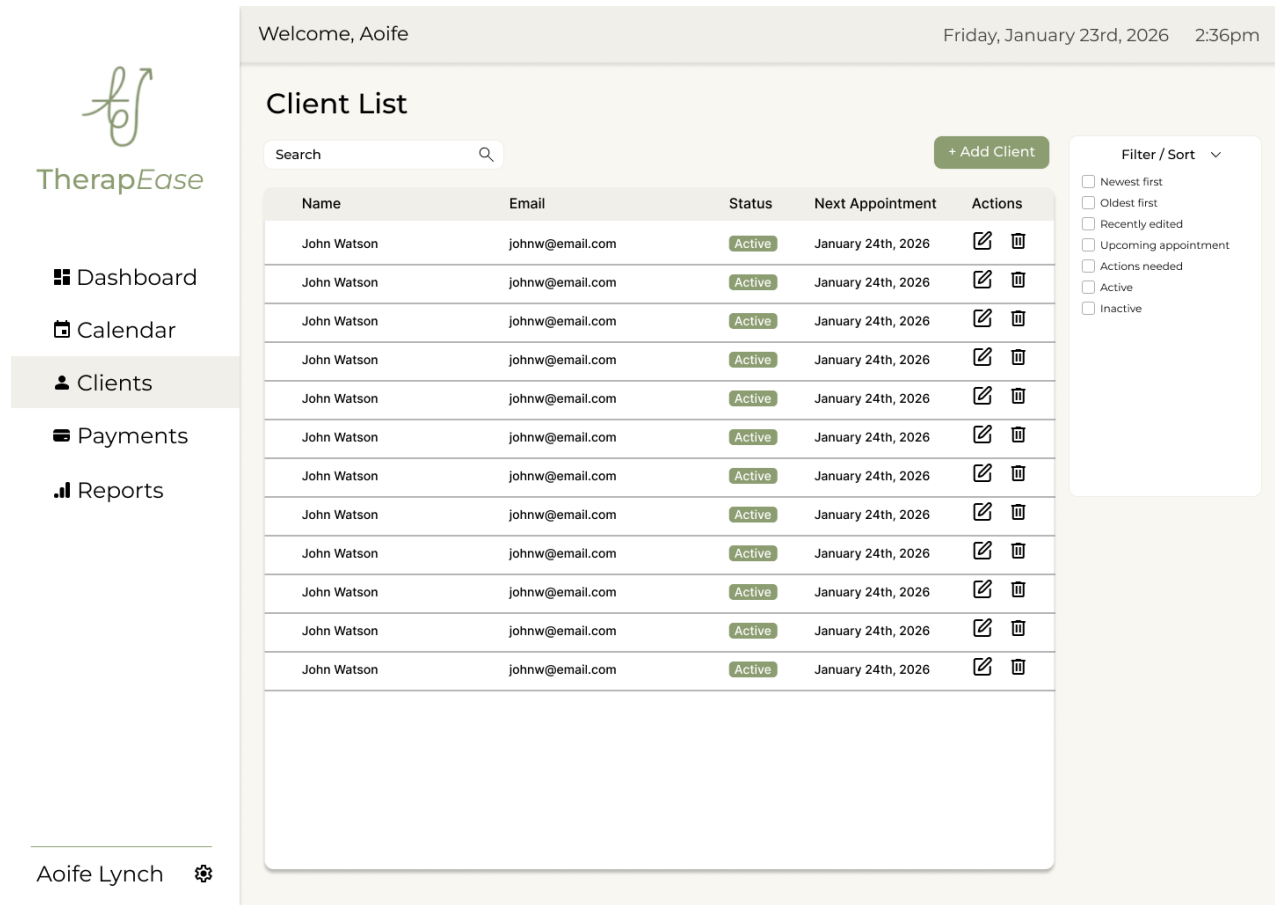 Welcome, Aoife
Friday, January 23rd, 2026 2:36pm
TherapEase
Dashboard
Calendar
Clients
Payments
Reports
Aoife Lynch
Client List
Search
+ Add Client
Name Email Status Next Appointment Actions
John Watson johnw@email.com Active January 24th, 2026
John Watson johnw@email.com Active January 24th, 2026
John Watson johnw@email.com Active January 24th, 2026
John Watson johnw@email.com Active January 24th, 2026
John Watson johnw@email.com Active January 24th, 2026
John Watson johnw@email.com Active January 24th, 2026
John Watson johnw@email.com Active January 24th, 2026
John Watson johnw@email.com Active January 24th, 2026
John Watson johnw@email.com Active January 24th, 2026
John Watson johnw@email.com Active January 24th, 2026
John Watson johnw@email.com Active January 24th, 2026
John Watson johnw@email.com Active January 24th, 2026
Filter / Sort
Newest first
Oldest first
Recently edited
Upcoming appointment
Actions needed
Active
Inactive